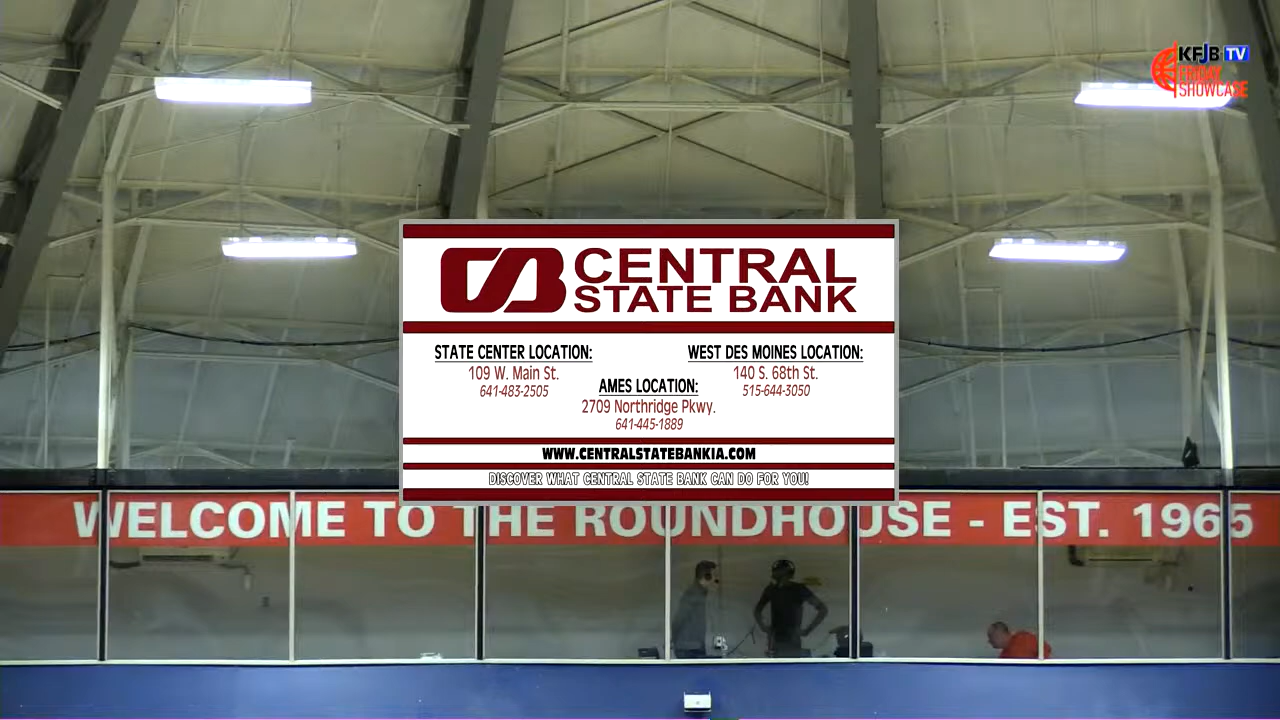 KFJB TV
FRIDAY
SHOWCASE
CENTRAL
STATE BANK
STATE CENTER LOCATION:
109 W. Main St.
641-483-2505
WEST DES MOINES LOCATION:
140 S. 68th St.
515-644-3050
AMES LOCATION:
2709 Northridge Pkwy.
641-445-1889
WWW.CENTRALSTATEBANKIA.COM
DISCOVER WHAT CENTRAL STATE BANK CAN DO FOR YOU!
WELCOME TO THE ROUNDHOUSE - EST. 1965